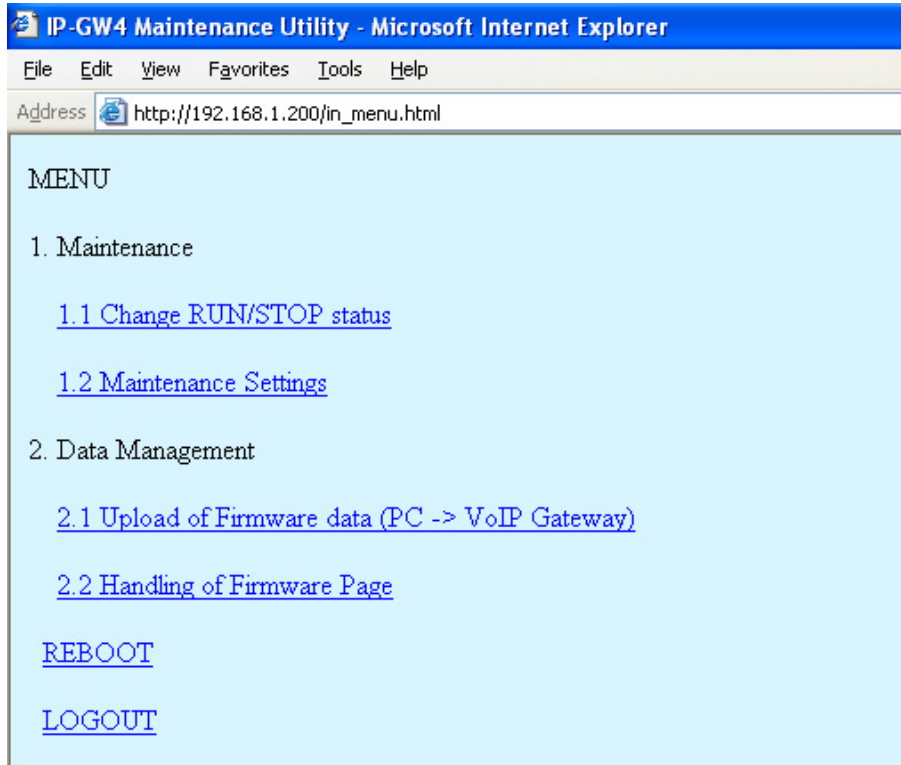 IP-GW4 Maintenance Utility - Microsoft Internet Explorer
File Edit View Favorites Tools Help
Address http://192.168.1.200/in_menu.html
MENU
1. Maintenance
1.1 Change RUN/STOP status
1.2 Maintenance Settings
2. Data Management
2.1 Upload of Firmware data (PC -> VoIP Gateway)
2.2 Handling of Firmware Page
REBOOT
LOGOUT